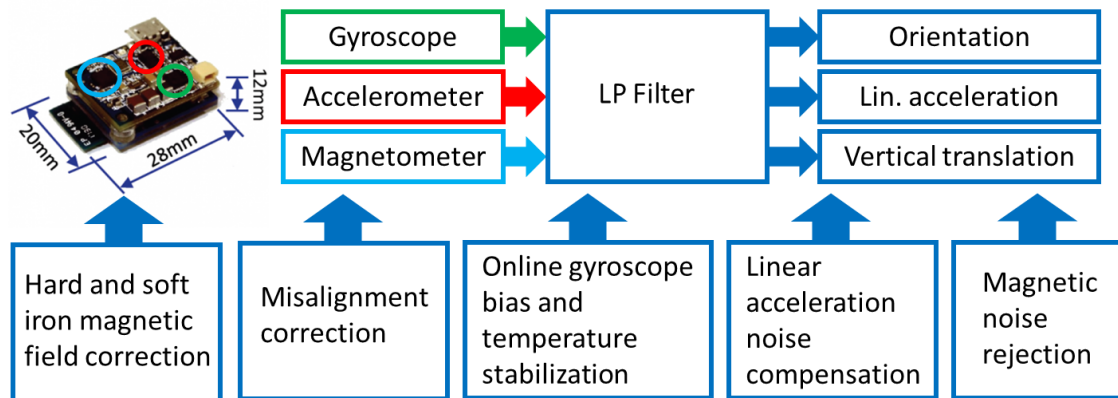 Gyroscope
Accelerometer
Magnetometer
LP Filter
Orientation
Lin. acceleration
Vertical translation
12mm
20mm
28mm
Hard and soft
iron magnetic
field correction
Misalignment
correction
Online gyroscope
bias and
temperature
stabilization
Linear
acceleration
noise
compensation
Magnetic
noise
rejection